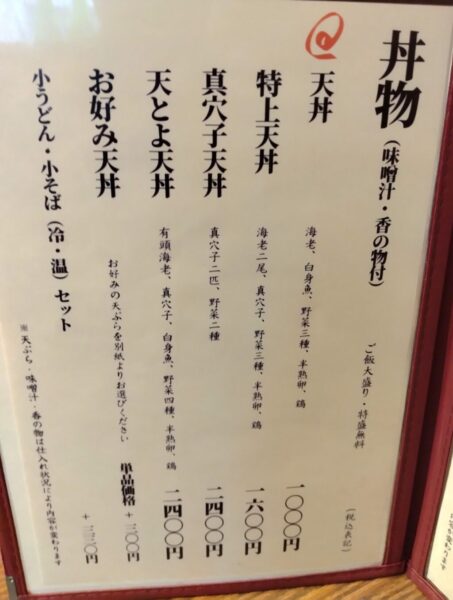 丼物（味噌汁・香の物付）
ご飯大盛り・特盛無料
（税込表記）
天丼 海老、白身魚、野菜三種、半熟卵、鶏 一〇〇〇円
特上天丼 海老二尾、真穴子、野菜三種、半熟卵、鶏 一六〇〇円
真穴子天丼 真穴子二匹、野菜二種 二四〇〇円
天とよ天丼 有頭海老、真穴子、白身魚、野菜四種、半熟卵、鶏 二四〇〇円
お好み天丼 お好みの天ぷらを別紙よりお選びください 単品価格＋三〇〇円
小うどん・小そば（冷・温）セット ＋三三〇円
※天ぷら・味噌汁・香の物は仕入れ状況により内容が変わります